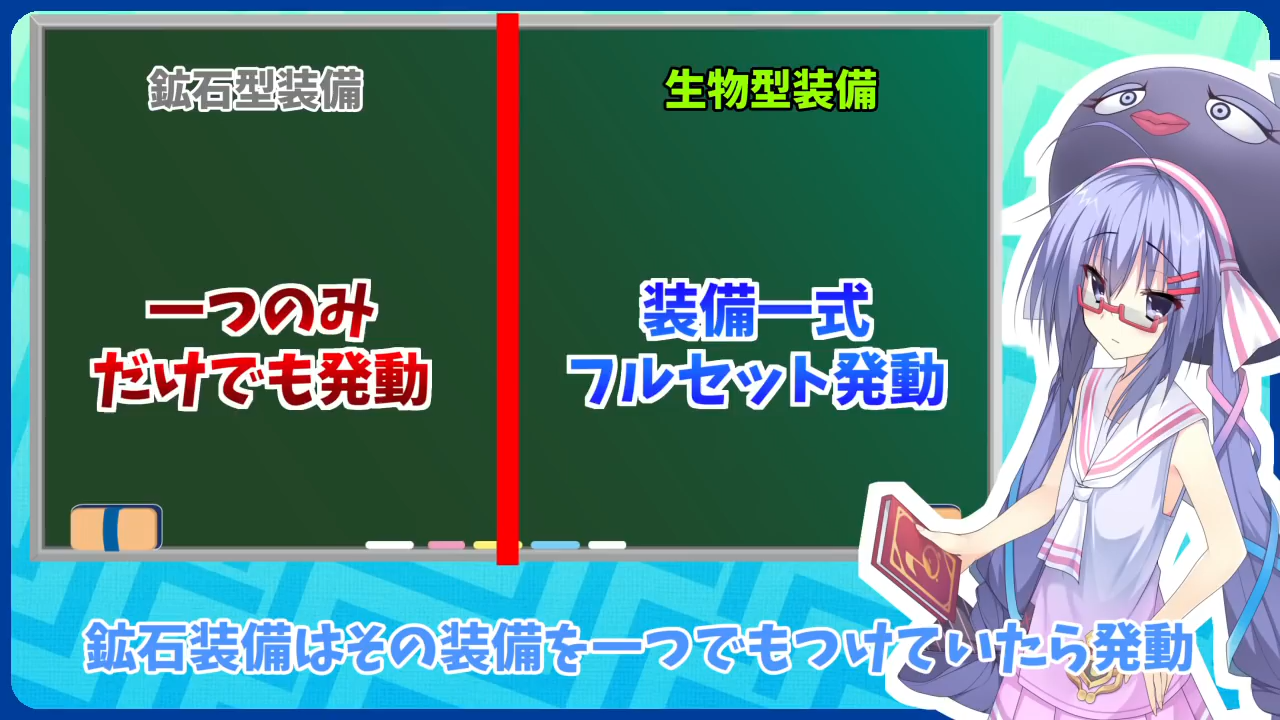 鉱石型装備
生物型装備
一つのみ
だけでも発動
装備一式
フルセット発動
鉱石装備はその装備を一つでもつけていたら発動